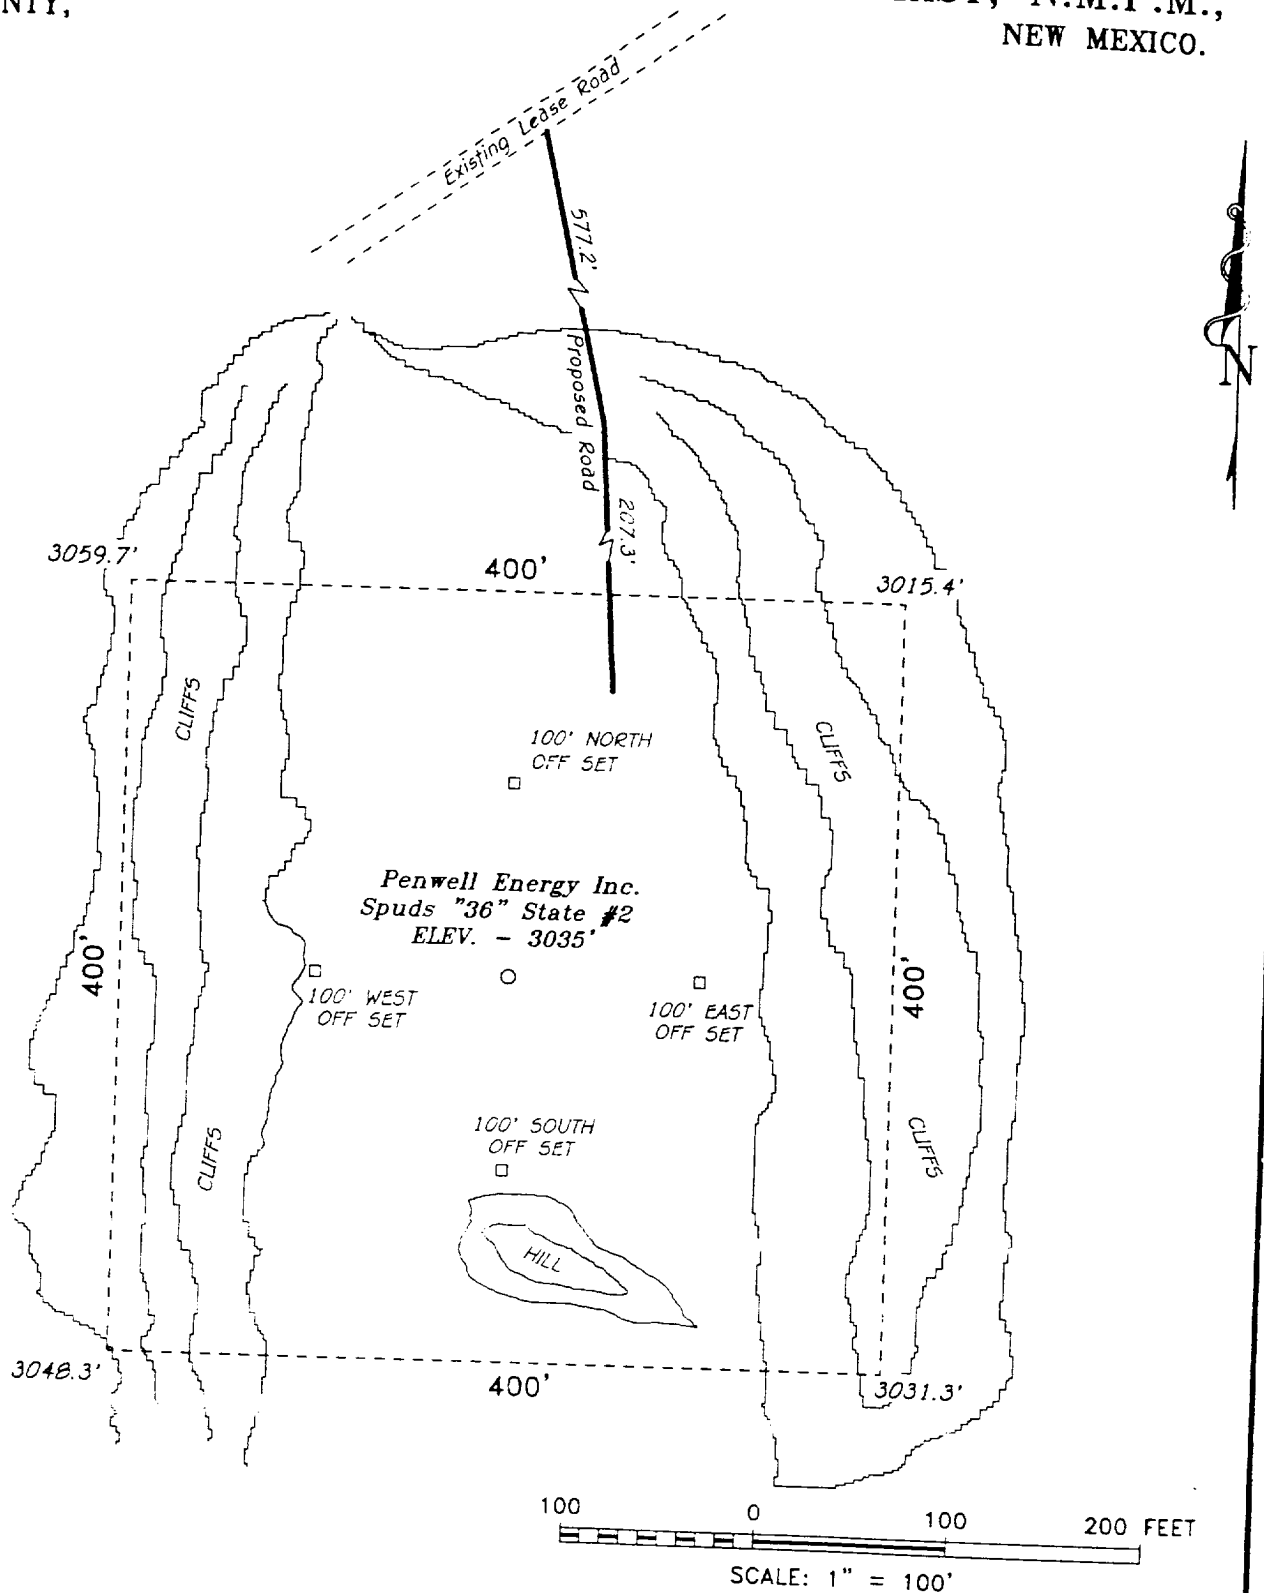 NTY,
N.M.P.M.,
NEW MEXICO.
Existing Lease Road
577.2'
N
Proposed Road
207.3'
3059.7'
400'
3015.4'
CLIFFS
CLIFFS
100' NORTH
OFF SET
Penwell Energy Inc.
Spuds "36" State #2
ELEV. - 3035'
400'
400'
100' WEST
OFF SET
100' EAST
OFF SET
100' SOUTH
OFF SET
CLIFFS
CLIFFS
HILL
3048.3'
400'
3031.3'
100 0 100 200 FEET
SCALE: 1" = 100'